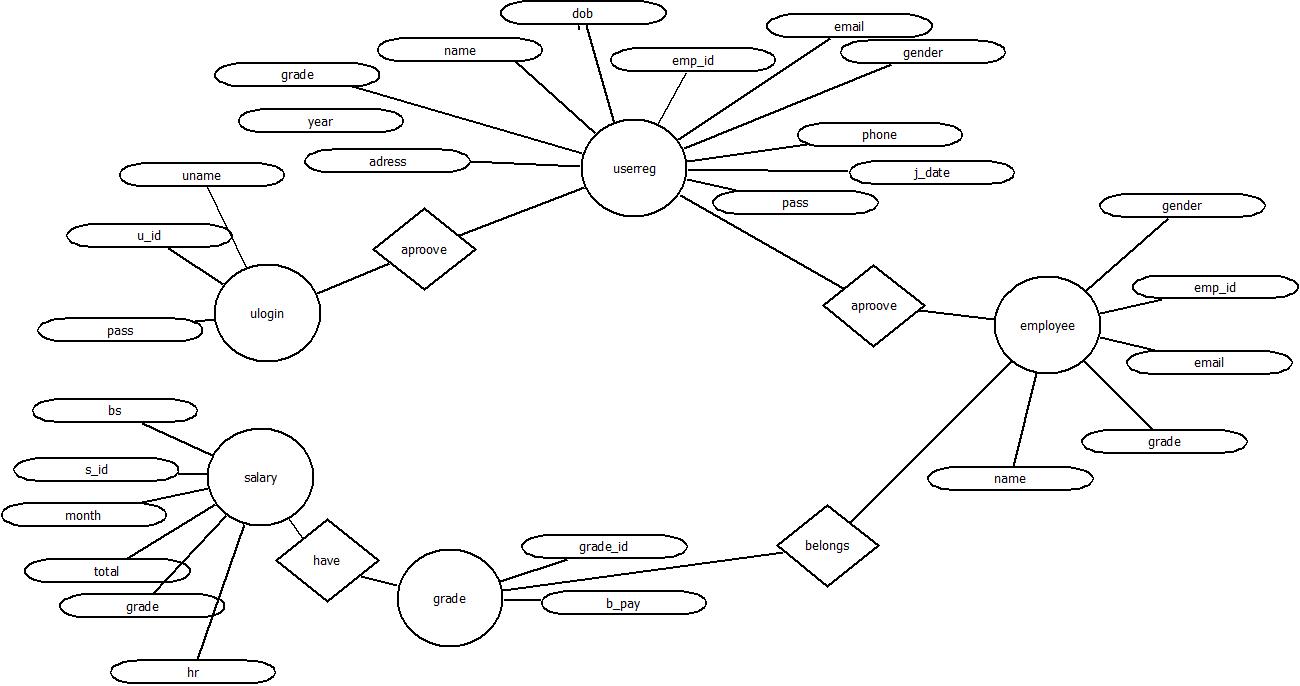 dob
email
name
gender
emp_id
grade
year
phone
adress
userreg
j_date
uname
pass
gender
u_id
aproove
emp_id
aproove
ulogin
employee
pass
email
bs
grade
s_id
salary
name
month
grade_id
belongs
have
total
grade
b_pay
grade
hr